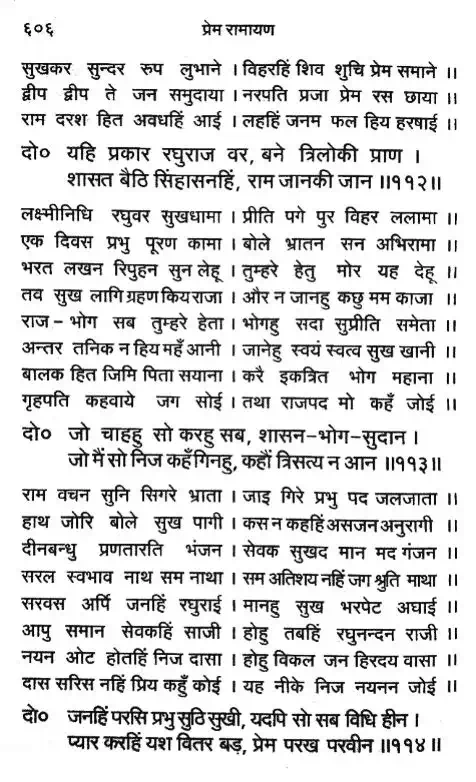 ६०६
प्रेम रामायण
सुखकर सुन्दर रुप लुभाने । विहरहिं शिव शुचि प्रेम समाने ॥
द्वीप द्वीप ते जन समुदाया । नरपति प्रजा प्रेम रस छाया ॥
राम दरश हित अवधहिं आई । लहहिं जनम फल हिय हरषाई ॥
दो० यहि प्रकार रघुराज वर, बने त्रिलोकी प्राण ।
शासत बैठि सिंहासनहिं, राम जानकी जान ॥११२॥
लक्ष्मीनिधि रघुवर सुखधामा । प्रीति पगे पुर विहर ललामा ॥
एक दिवस प्रभु पूरण कामा । बोले भ्रातन सन अभिरामा ॥
भरत लखन रिपुहन सुन लेहू । तुम्हरे हेतु मोर यह देहू ॥
तव सुख लागि ग्रहण किय राजा । और न जानहु कछु मम काजा ॥
राज – भोग सब तुम्हरे हेता । भोगहु सदा सुप्रीति समेता ॥
अन्तर तनिक न हिय महँ आनी । जानेहु स्वयं स्वत्व सुख खानी ॥
बालक हित जिमि पिता सयाना । करै इकत्रित भोग महाना ॥
गृहपति कहवाये जग सोई । तथा राजपद मो कहँ जोई ॥
दो० जो चाहहु सो करहु सब, शासन–भोग–सुदान ।
जो मैं सो निज कहँ गिनहु, कहौं त्रिसत्य न आन ॥११३॥
राम वचन सुनि सिगरे भ्राता । जाइ गिरे प्रभु पद जलजाता ॥
हाथ जोरि बोले सुख पागी । कस न कहहिं अस जन अनुरागी ॥
दीनबन्धु प्रणतारति भंजन । सेवक सुखद मान मद गंजन ॥
सरल स्वभाव नाथ सम नाथा । सम अतिशय नहिं जग श्रुति माथा ॥
सरवस अर्पि जनहिं रघुराई । मानहु सुख भरपेट अघाई ॥
आपु समान सेवकहिं साजी । होहु तबहिं रघुनन्दन राजी ॥
नयन ओट होतहिं निज दासा । होहु विकल जन हिरदय वासा ॥
दास सरिस नहिं प्रिय कहुँ कोई । यह नीके निज नयनन जोई ॥
दो० जनहिं परसि प्रभु सुठि सुखी, यदपि सो सब विधि हीन ।
प्यार करहिं यश वितर बड़, प्रेम परख परवीन ॥११४॥